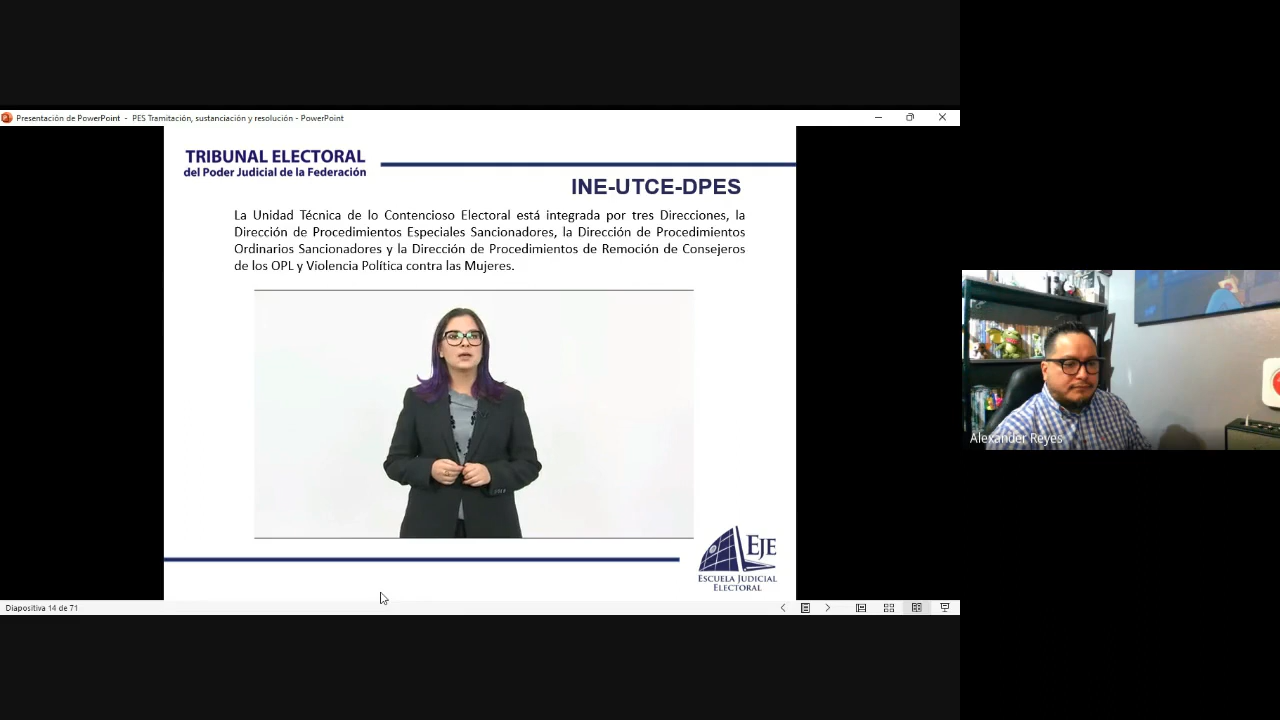 Presentación de PowerPoint - PES Tramitación, sustanciación y resolución - PowerPoint
TRIBUNAL ELECTORAL
del Poder Judicial de la Federación
INE-UTCE-DPES
La Unidad Técnica de lo Contencioso Electoral está integrada por tres Direcciones, la
Dirección de Procedimientos Especiales Sancionadores, la Dirección de Procedimientos
Ordinarios Sancionadores y la Dirección de Procedimientos de Remoción de Consejeros
de los OPL y Violencia Política contra las Mujeres.
Alexander Reyes
EJE
ESCUELA JUDICIAL
ELECTORAL
Diapositiva 14 de 71